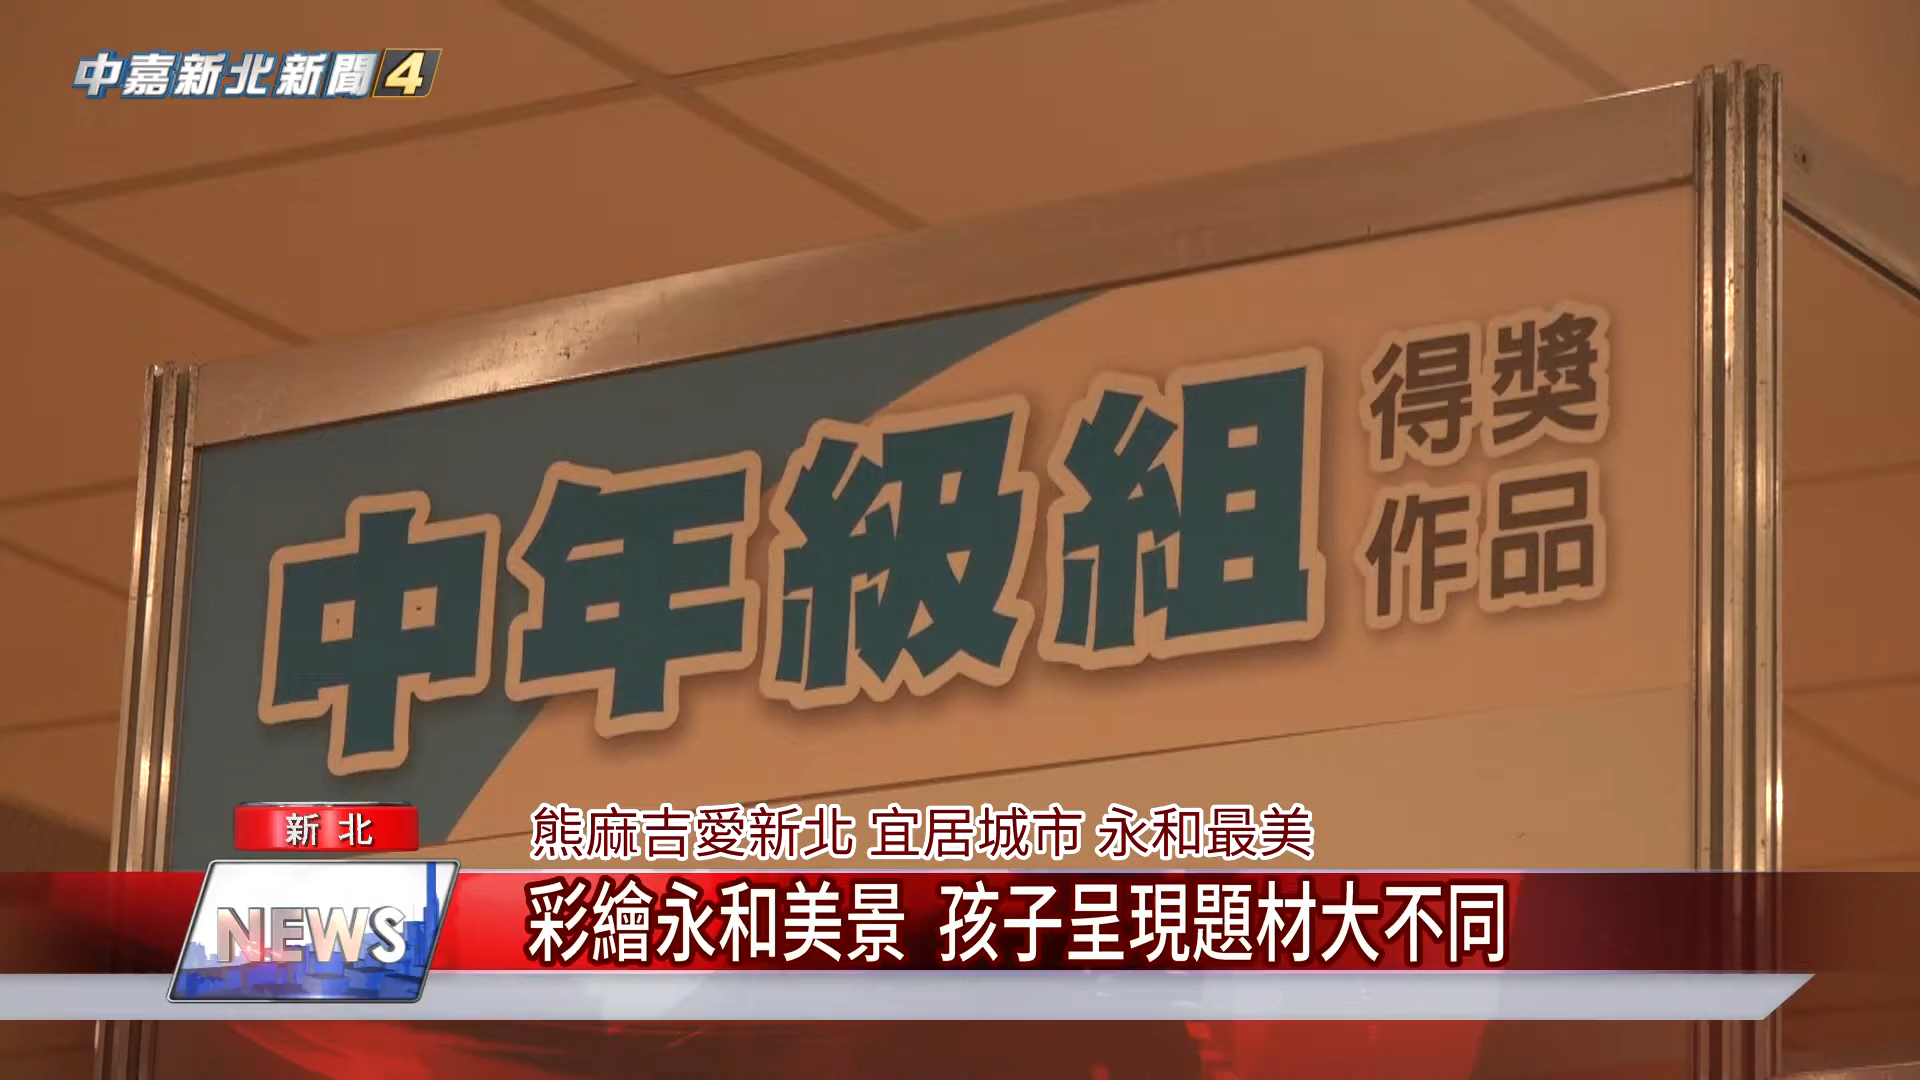 中嘉新北新聞4
中年級組
得獎
作品
新北
熊麻吉愛新北 宜居城市 永和最美
NEWS
彩繪永和美景 孩子呈現題材大不同